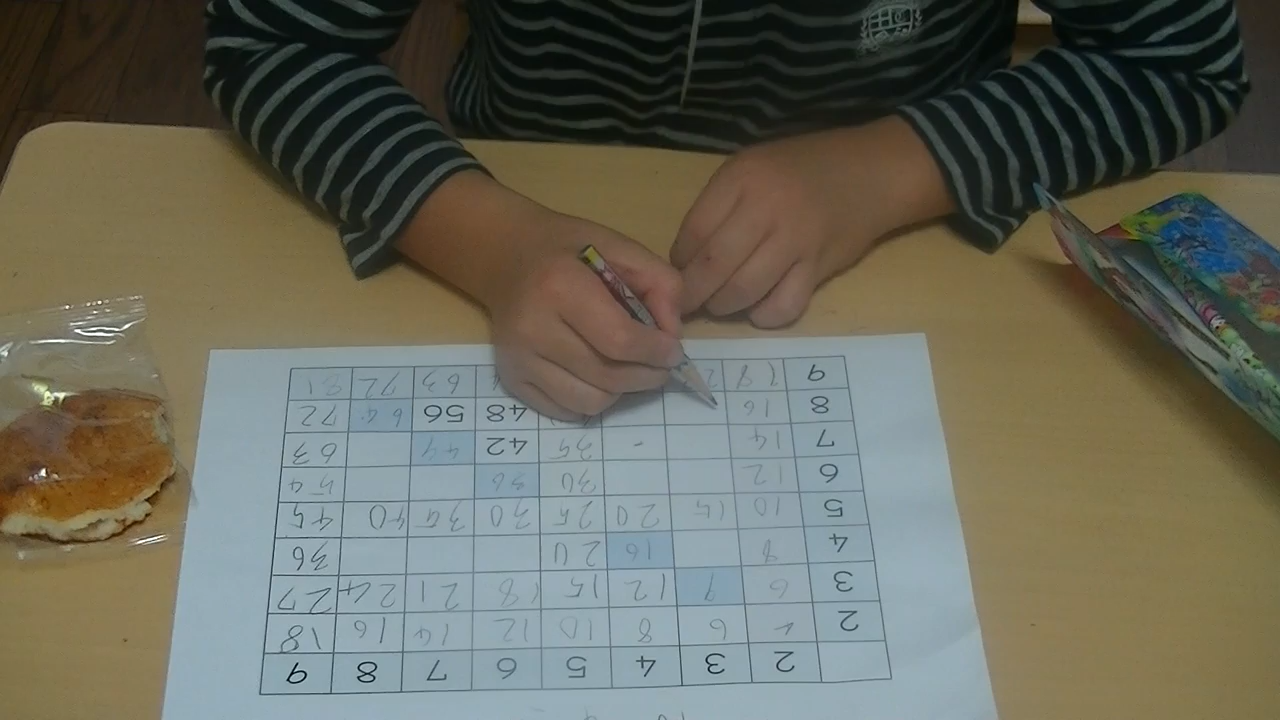 2 3 4 5 6 7 8 9
2 4 6 8 10 12 14 16 18
3 6 9 12 15 18 21 24 27
4 8 16 20 36
5 10 15 20 25 30 35 40 45
6 12 30 36 54
7 14 35 42 49 63
8 16 48 56 64 72
9 18 63 72 81